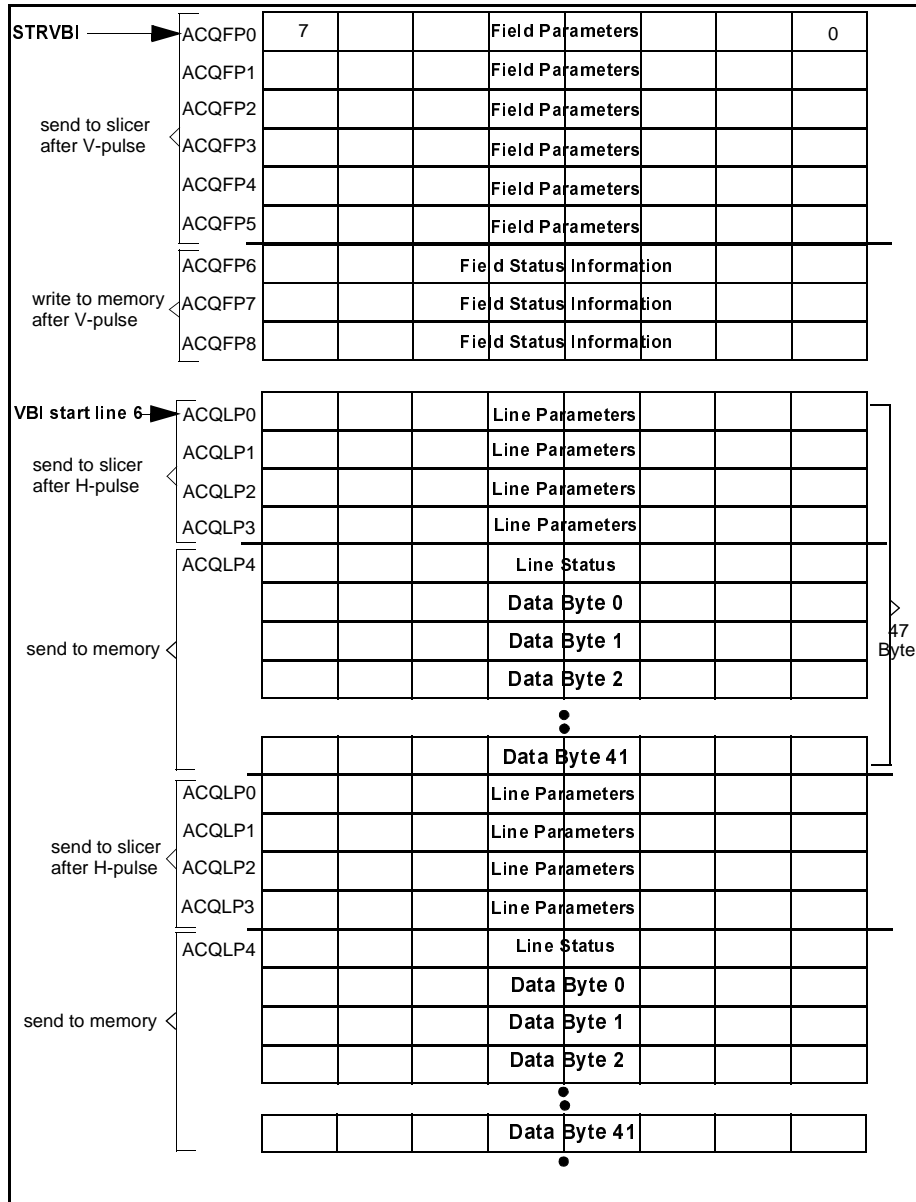 STRVBI ACQFP0 7 Field Parameters 0
ACQFP1 Field Parameters
ACQFP2 Field Parameters
send to slicer
after V-pulse
ACQFP3 Field Parameters
ACQFP4 Field Parameters
ACQFP5 Field Parameters
ACQFP6 Field Status Information
write to memory
after V-pulse
ACQFP7 Field Status Information
ACQFP8 Field Status Information
VBI start line 6 ACQLP0 Line Parameters
ACQLP1 Line Parameters
send to slicer
after H-pulse
ACQLP2 Line Parameters
ACQLP3 Line Parameters
ACQLP4 Line Status
Data Byte 0
47
Byte
send to memory
Data Byte 1
Data Byte 2
Data Byte 41
ACQLP0 Line Parameters
ACQLP1 Line Parameters
send to slicer
after H-pulse
ACQLP2 Line Parameters
ACQLP3 Line Parameters
ACQLP4 Line Status
Data Byte 0
send to memory
Data Byte 1
Data Byte 2
Data Byte 41